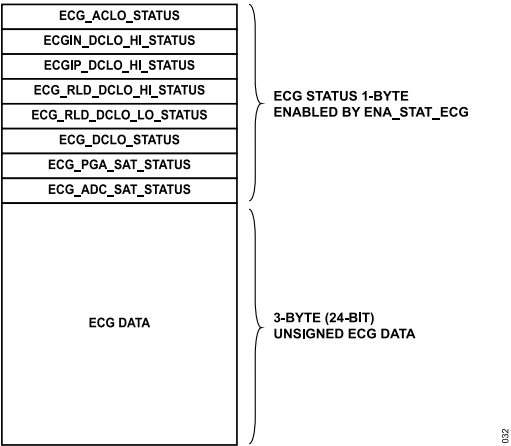 ECG_ACLO_STATUS
ECGIN_DCLO_HI_STATUS
ECGIP_DCLO_HI_STATUS
ECG_RLD_DCLO_HI_STATUS
ECG_RLD_DCLO_LO_STATUS
ECG_DCLO_STATUS
ECG_PGA_SAT_STATUS
ECG_ADC_SAT_STATUS
ECG STATUS 1-BYTE
ENABLED BY ENA_STAT_ECG
ECG DATA
3-BYTE (24-BIT)
UNSIGNED ECG DATA
032